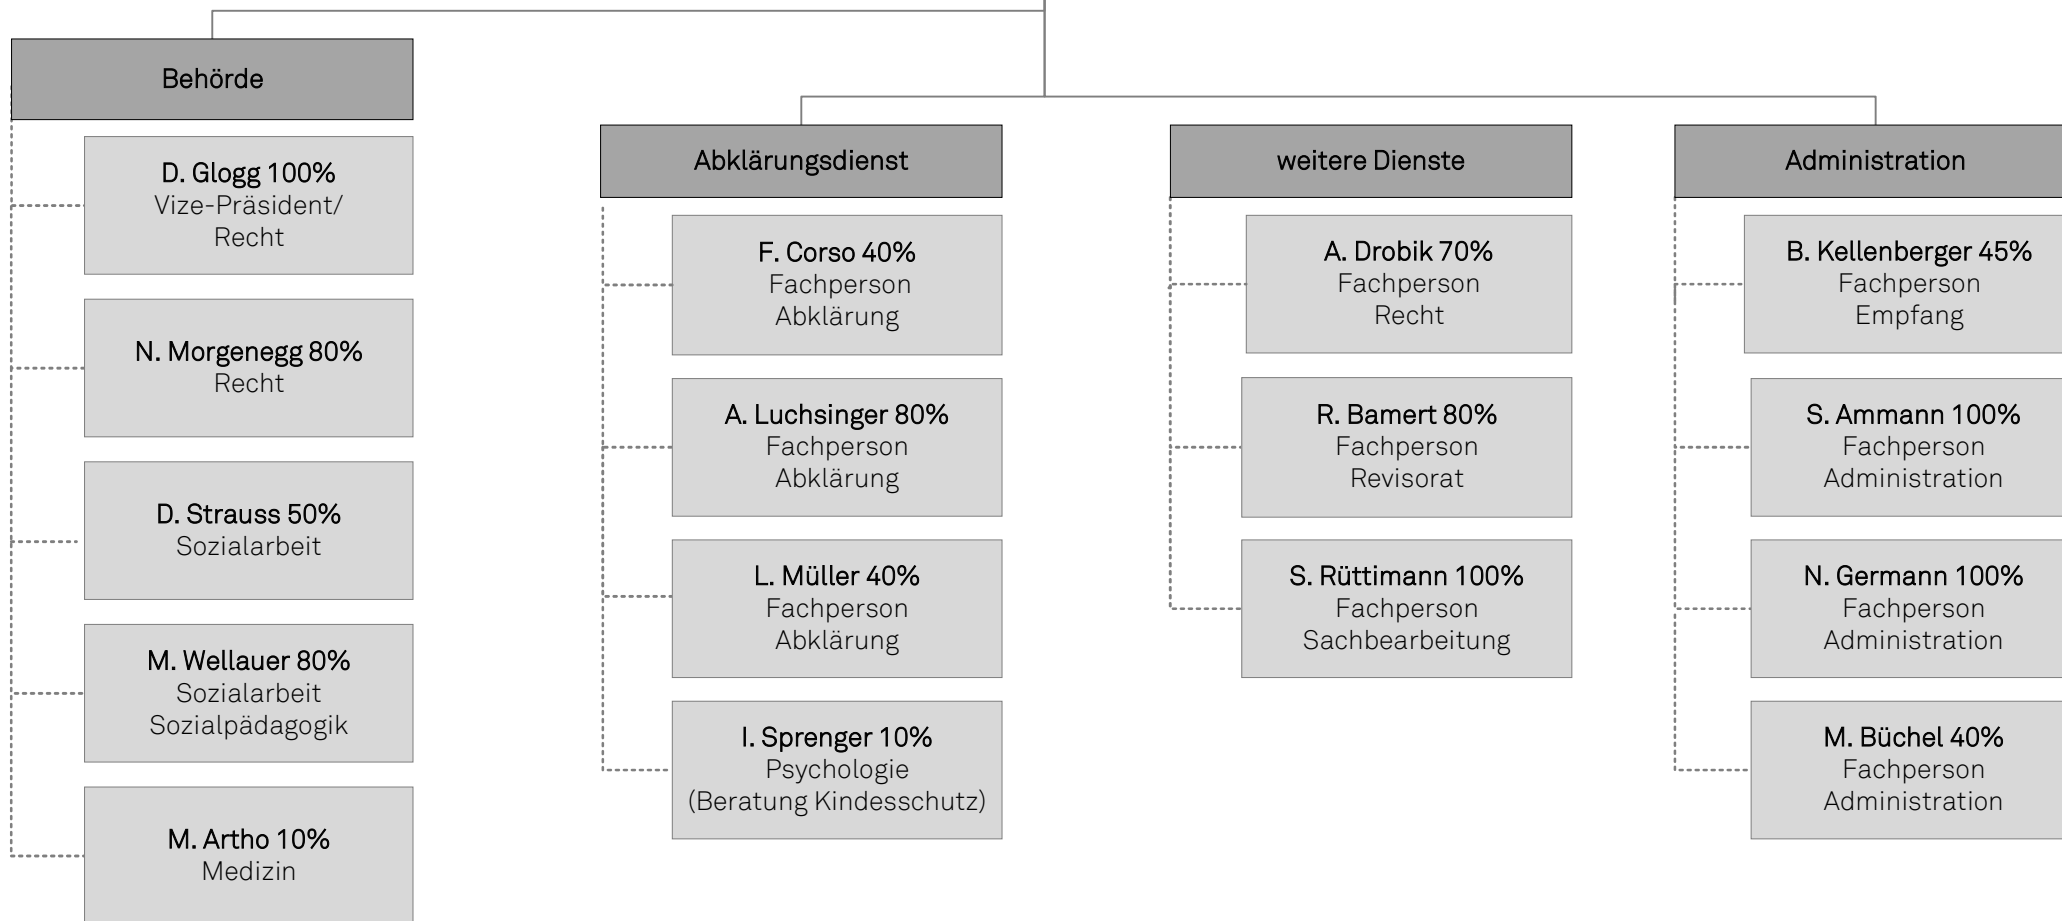 Behörde
D. Glogg 100%
Vize-Präsident/
Recht
N. Morgenegg 80%
Recht
D. Strauss 50%
Sozialarbeit
M. Wellauer 80%
Sozialarbeit
Sozialpädagogik
M. Artho 10%
Medizin
Abklärungsdienst
F. Corso 40%
Fachperson
Abklärung
A. Luchsinger 80%
Fachperson
Abklärung
L. Müller 40%
Fachperson
Abklärung
I. Sprenger 10%
Psychologie
(Beratung Kindesschutz)
weitere Dienste
A. Drobik 70%
Fachperson
Recht
R. Bamert 80%
Fachperson
Revisorat
S. Rüttimann 100%
Fachperson
Sachbearbeitung
Administration
B. Kellenberger 45%
Fachperson
Empfang
S. Ammann 100%
Fachperson
Administration
N. Germann 100%
Fachperson
Administration
M. Büchel 40%
Fachperson
Administration